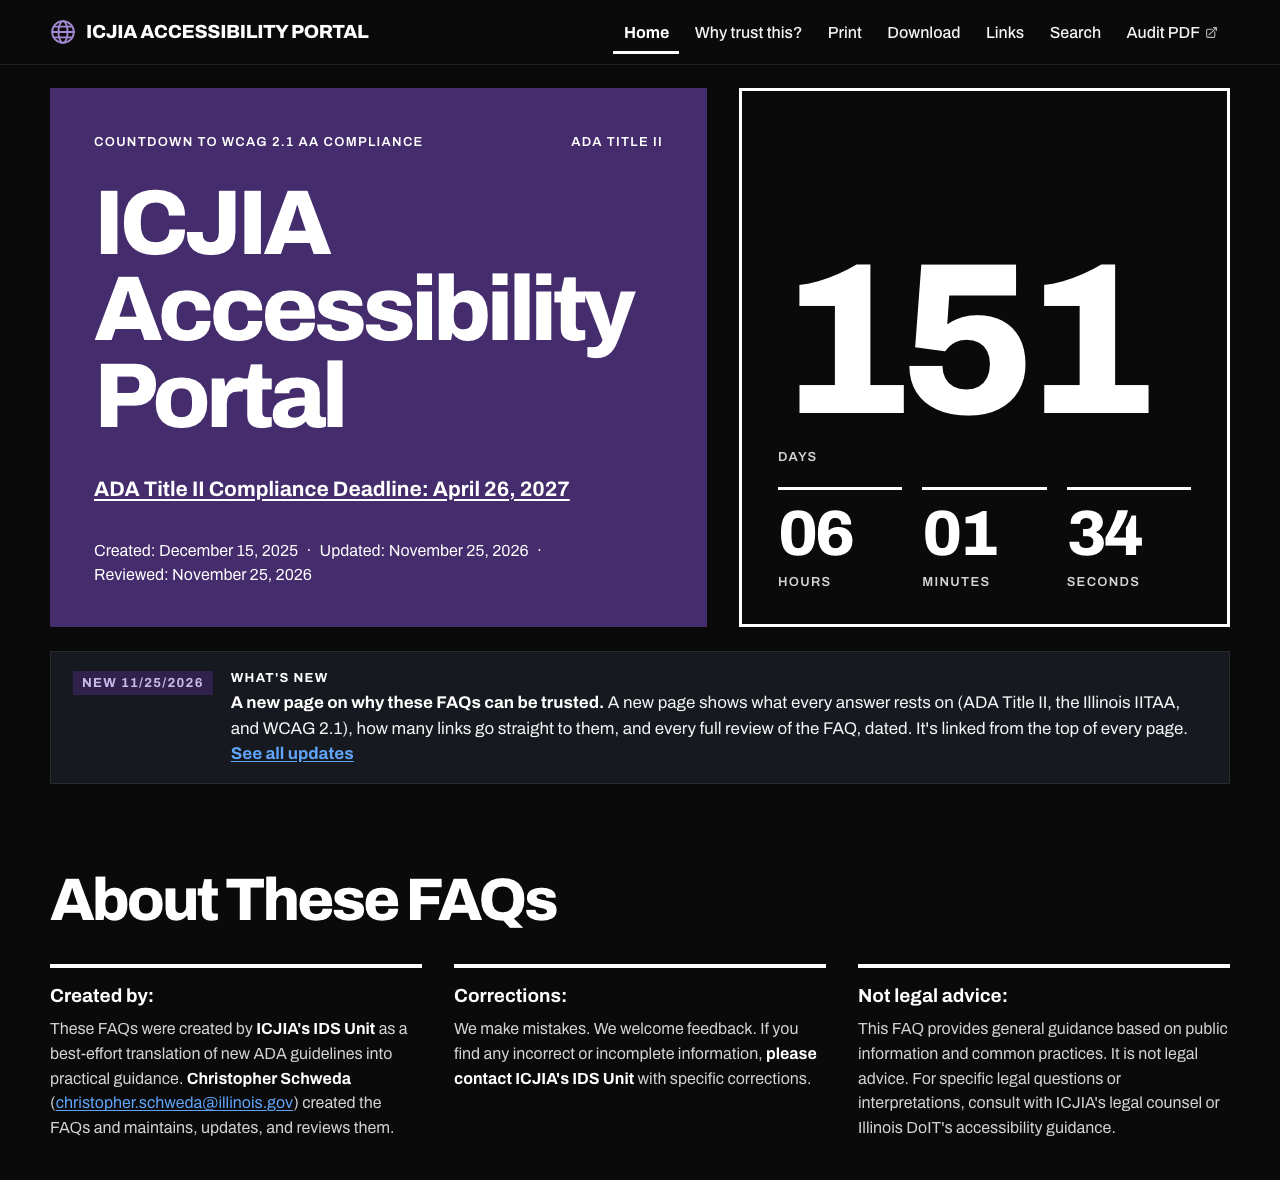 ICJIA ACCESSIBILITY PORTAL
Home Why trust this? Print Download Links Search Audit PDF
COUNTDOWN TO WCAG 2.1 AA COMPLIANCE
ADA TITLE II
ICJIA
Accessibility
Portal
ADA Title II Compliance Deadline: April 26, 2027
Created: December 15, 2025 · Updated: November 25, 2026 ·
Reviewed: November 25, 2026
151
DAYS
06 01 34
HOURS MINUTES SECONDS
NEW 11/25/2026
WHAT'S NEW
A new page on why these FAQs can be trusted. A new page shows what every answer rests on (ADA Title II, the Illinois IITAA,
and WCAG 2.1), how many links go straight to them, and every full review of the FAQ, dated. It's linked from the top of every page.
See all updates
About These FAQs
Created by:
These FAQs were created by ICJIA's IDS Unit as a
best-effort translation of new ADA guidelines into
practical guidance. Christopher Schweda
(christopher.schweda@illinois.gov) created the
FAQs and maintains, updates, and reviews them.
Corrections:
We make mistakes. We welcome feedback. If you
find any incorrect or incomplete information, please
contact ICJIA's IDS Unit with specific corrections.
Not legal advice:
This FAQ provides general guidance based on public
information and common practices. It is not legal
advice. For specific legal questions or
interpretations, consult with ICJIA's legal counsel or
Illinois DoIT's accessibility guidance.